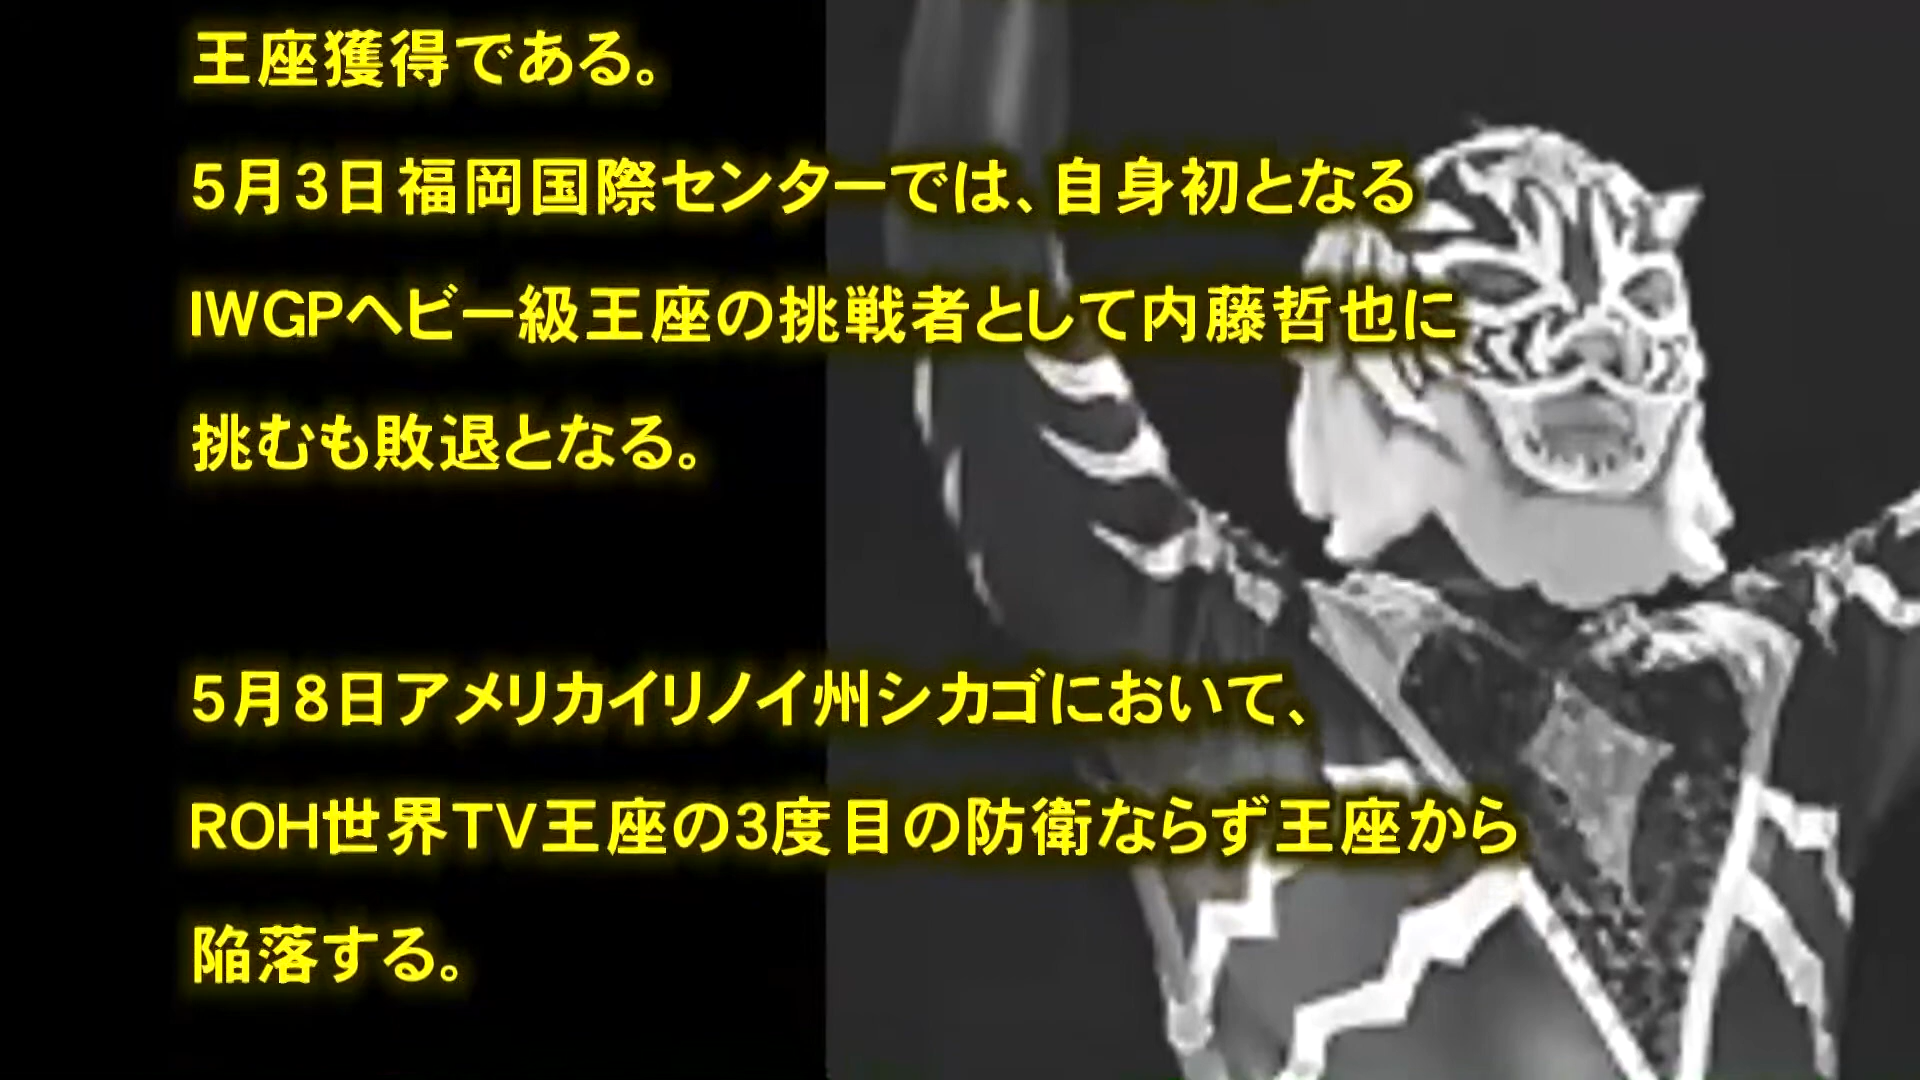 王座獲得である。
5月3日福岡国際センターでは、自身初となる
IWGPヘビー級王座の挑戦者として内藤哲也に
挑むも敗退となる。
5月8日アメリカイリノイ州シカゴにおいて、
ROH世界TV王座の3度目の防衛ならず王座から
陥落する。